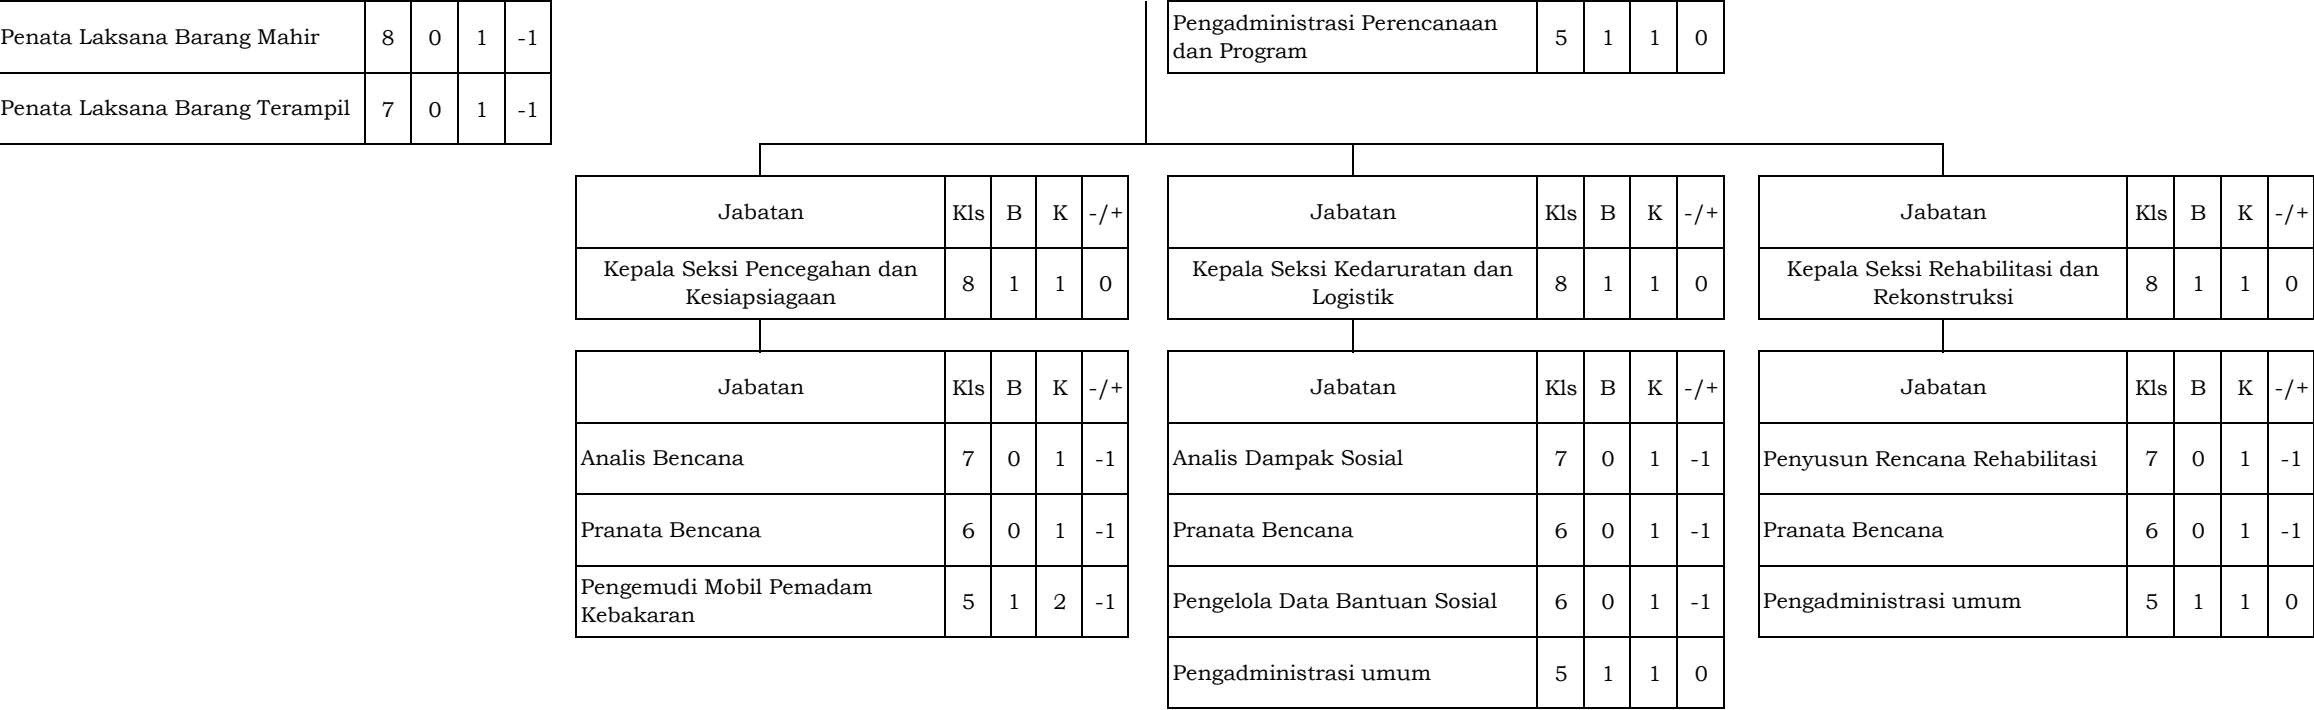 Penata Laksana Barang Mahir 8 0 1 -1
Penata Laksana Barang Terampil 7 0 1 -1
Pengadministrasi Perencanaan
dan Program 5 1 1 0
Jabatan Kls B K -/+
Kepala Seksi Pencegahan dan
Kesiapsiagaan 8 1 1 0
Jabatan Kls B K -/+
Analis Bencana 7 0 1 -1
Pranata Bencana 6 0 1 -1
Pengemudi Mobil Pemadam
Kebakaran 5 1 2 -1
Jabatan Kls B K -/+
Kepala Seksi Kedaruratan dan
Logistik 8 1 1 0
Jabatan Kls B K -/+
Analis Dampak Sosial 7 0 1 -1
Pranata Bencana 6 0 1 -1
Pengelola Data Bantuan Sosial 6 0 1 -1
Pengadministrasi umum 5 1 1 0
Jabatan Kls B K -/+
Kepala Seksi Rehabilitasi dan
Rekonstruksi 8 1 1 0
Jabatan Kls B K -/+
Penyusun Rencana Rehabilitasi 7 0 1 -1
Pranata Bencana 6 0 1 -1
Pengadministrasi umum 5 1 1 0